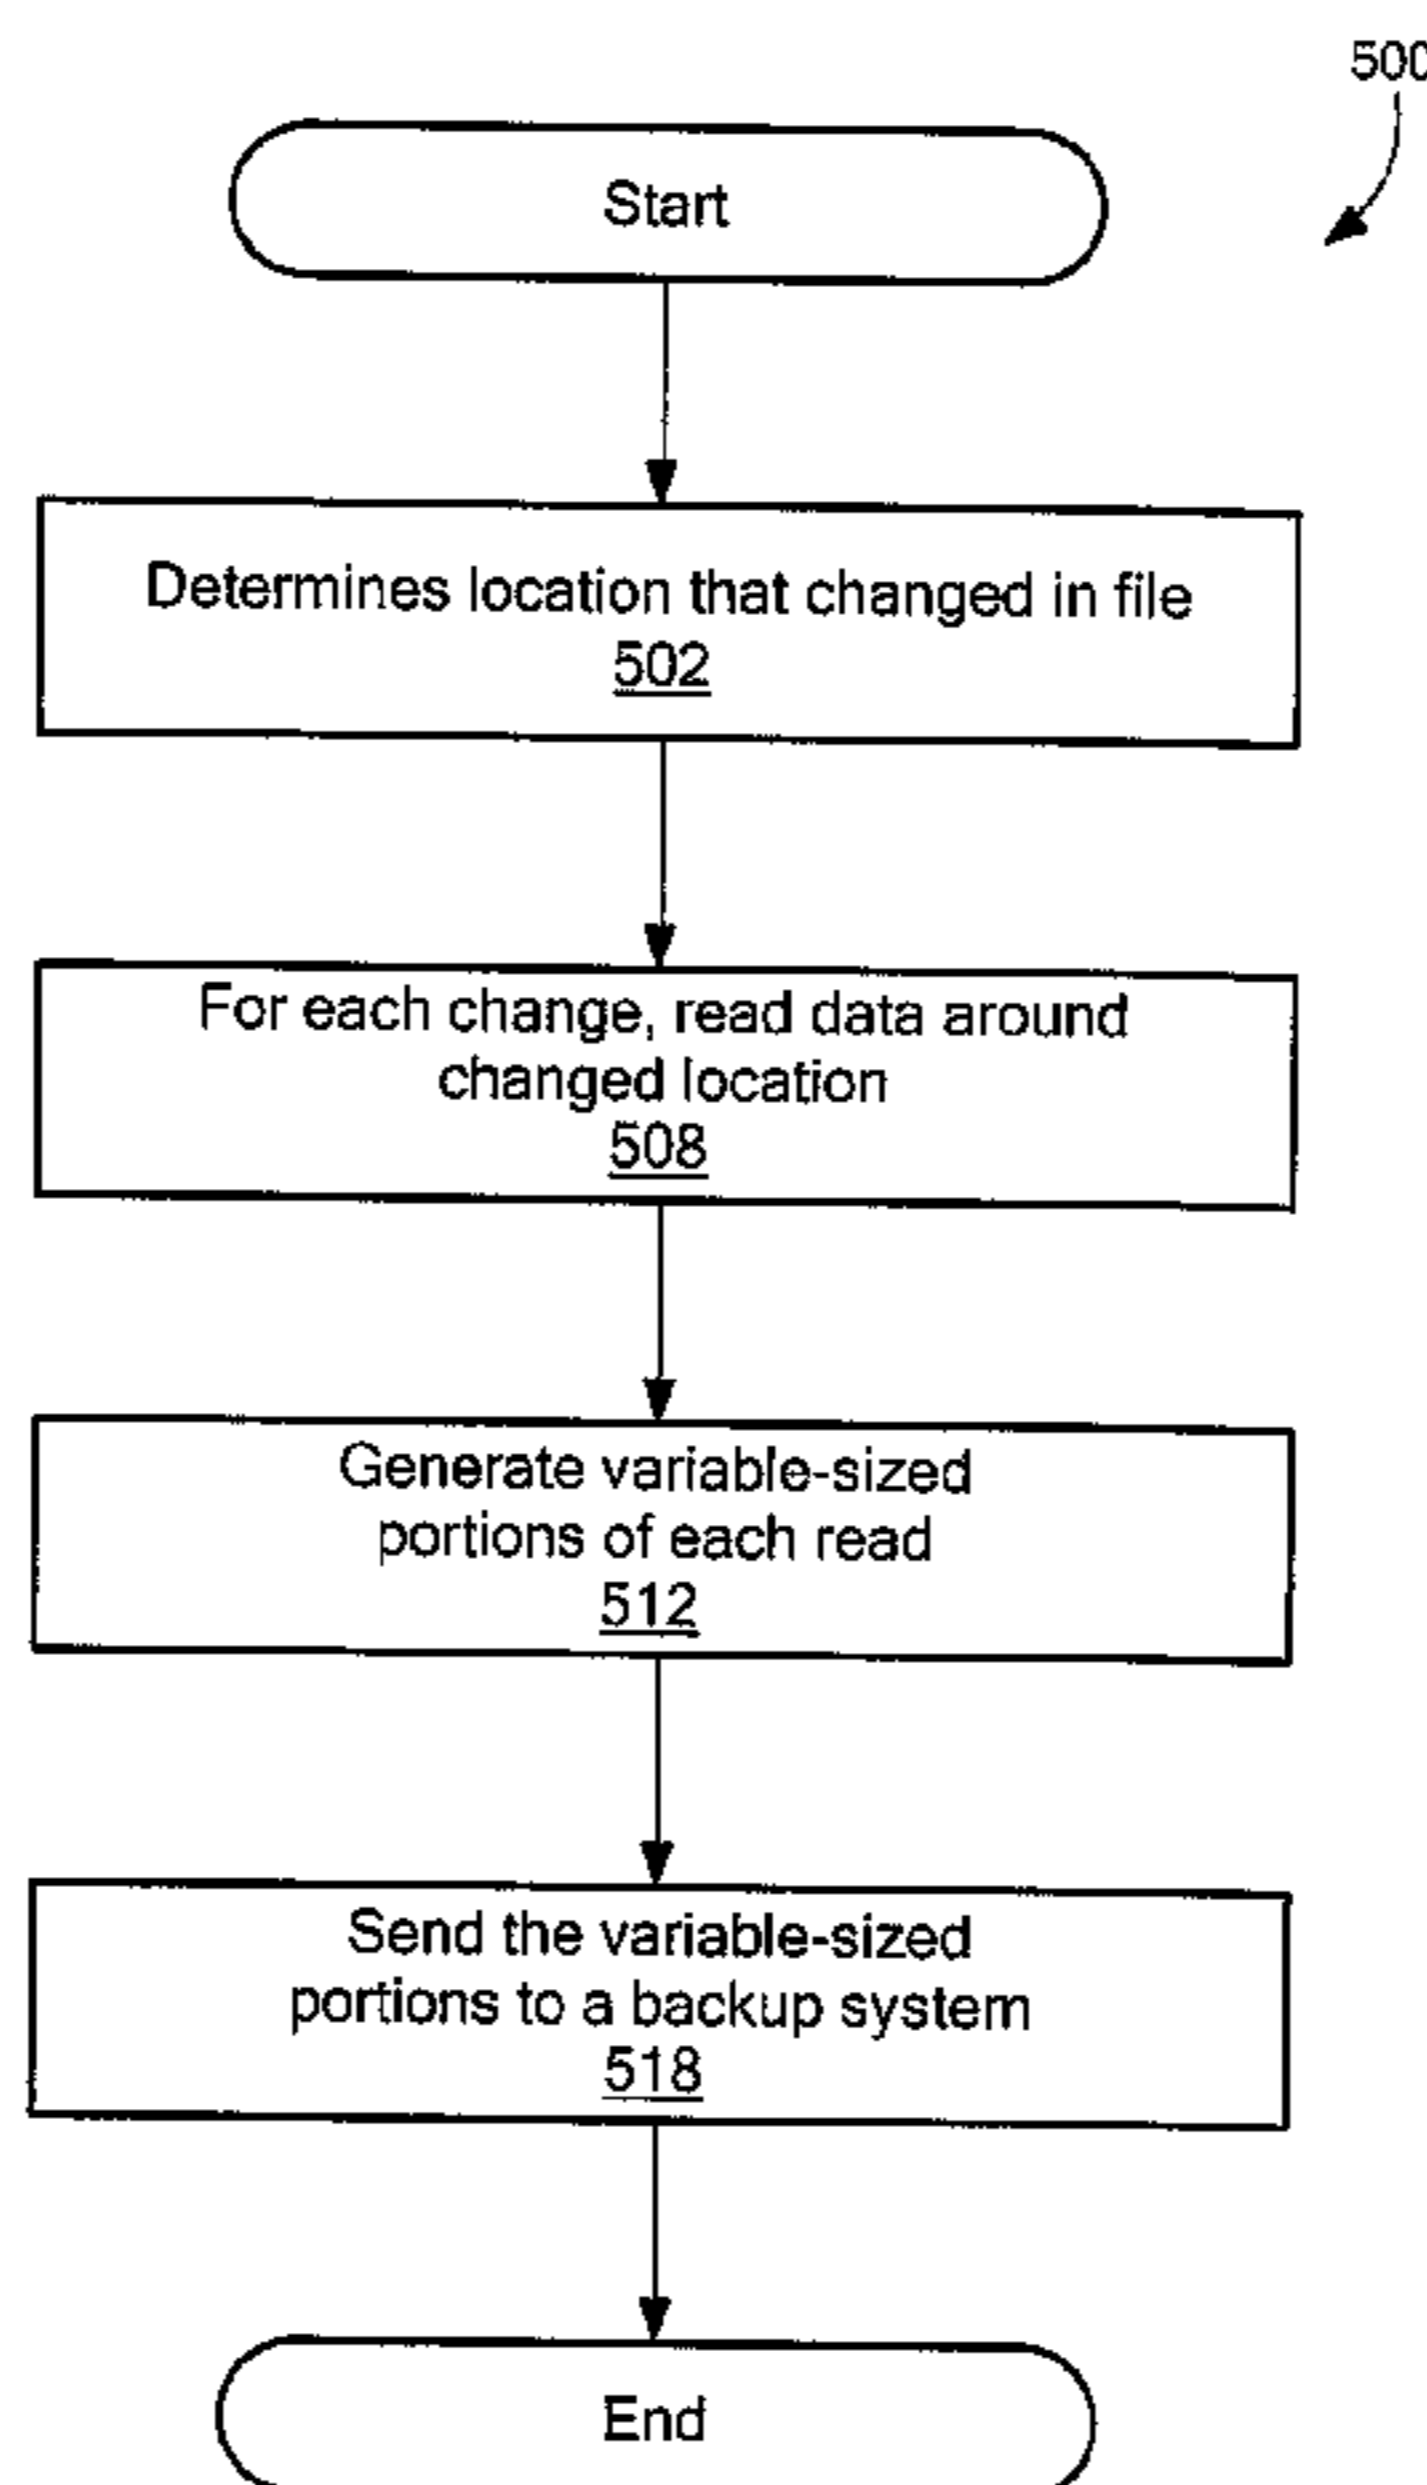 500
Start
Determines location that changed in file
502
For each change, read data around
changed location
508
Generate variable-sized
portions of each read
512
Send the variable-sized
portions to a backup system
518
End